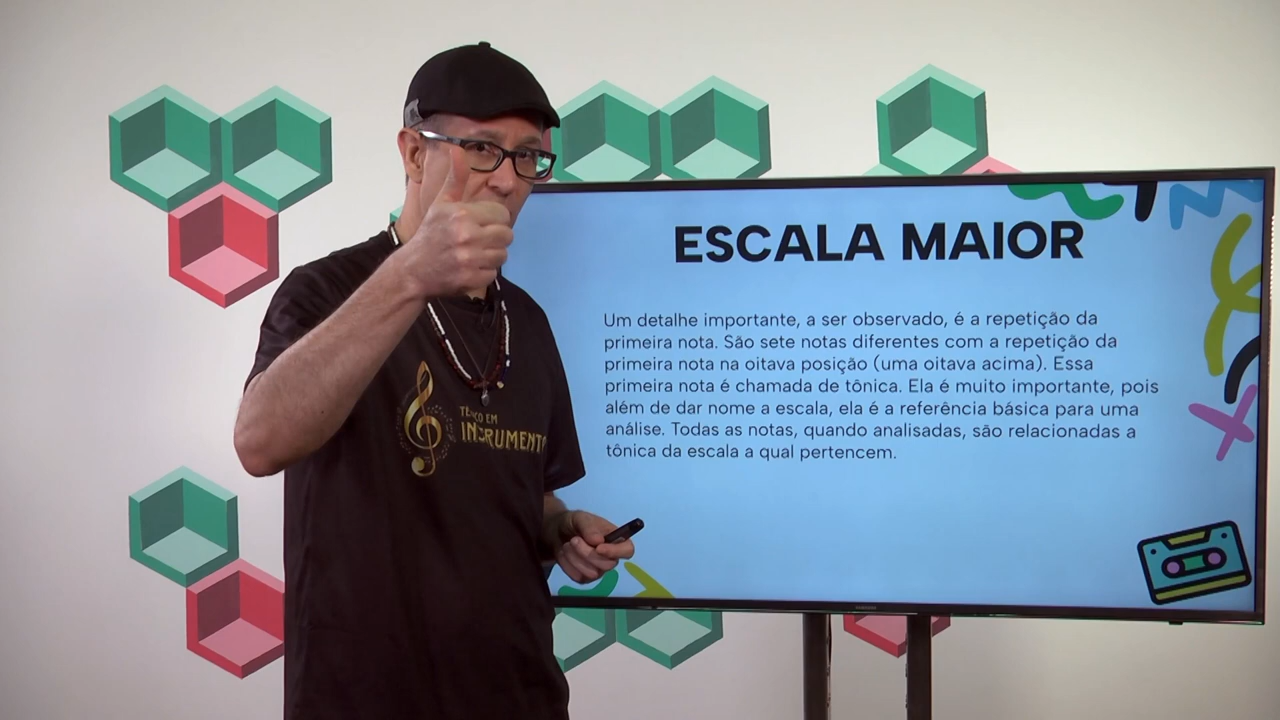 ESCALA MAIOR
Um detalhe importante, a ser observado, é a repetição da
primeira nota. São sete notas diferentes com a repetição da
primeira nota na oitava posição (uma oitava acima). Essa
primeira nota é chamada de tônica. Ela é muito importante, pois
além de dar nome a escala, ela é a referência básica para uma
análise. Todas as notas, quando analisadas, são relacionadas a
tônica da escala a qual pertencem.
EM